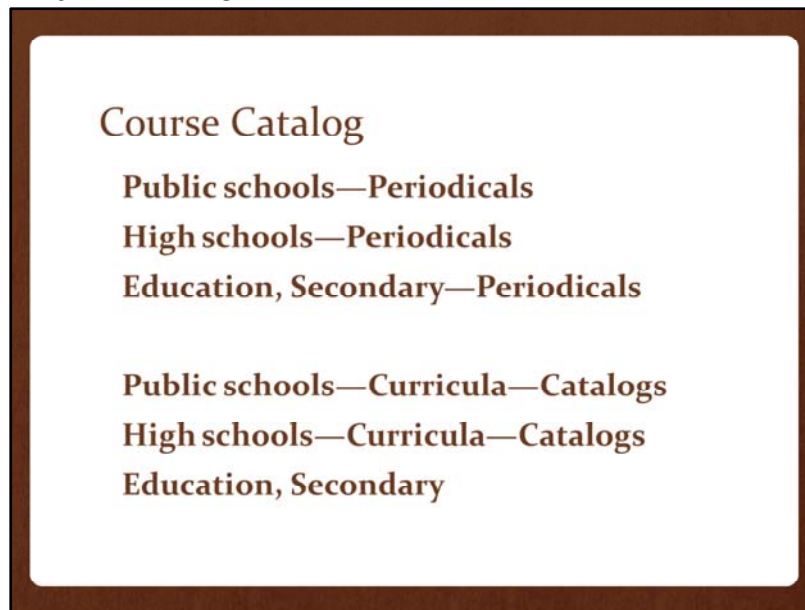 Course Catalog
Public schools—Periodicals
High schools—Periodicals
Education, Secondary—Periodicals
Public schools—Curricula—Catalogs
High schools—Curricula—Catalogs
Education, Secondary